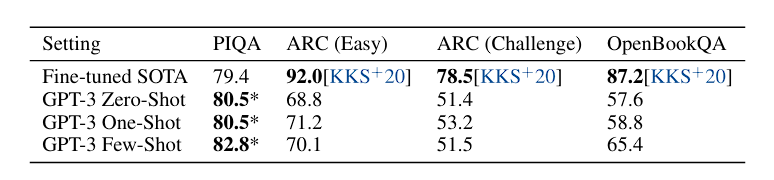 Setting PIQA ARC (Easy) ARC (Challenge) OpenBookQA
Fine-tuned SOTA 79.4 92.0[KKS+20] 78.5[KKS+20] 87.2[KKS+20]
GPT-3 Zero-Shot 80.5* 68.8 51.4 57.6
GPT-3 One-Shot 80.5* 71.2 53.2 58.8
GPT-3 Few-Shot 82.8* 70.1 51.5 65.4